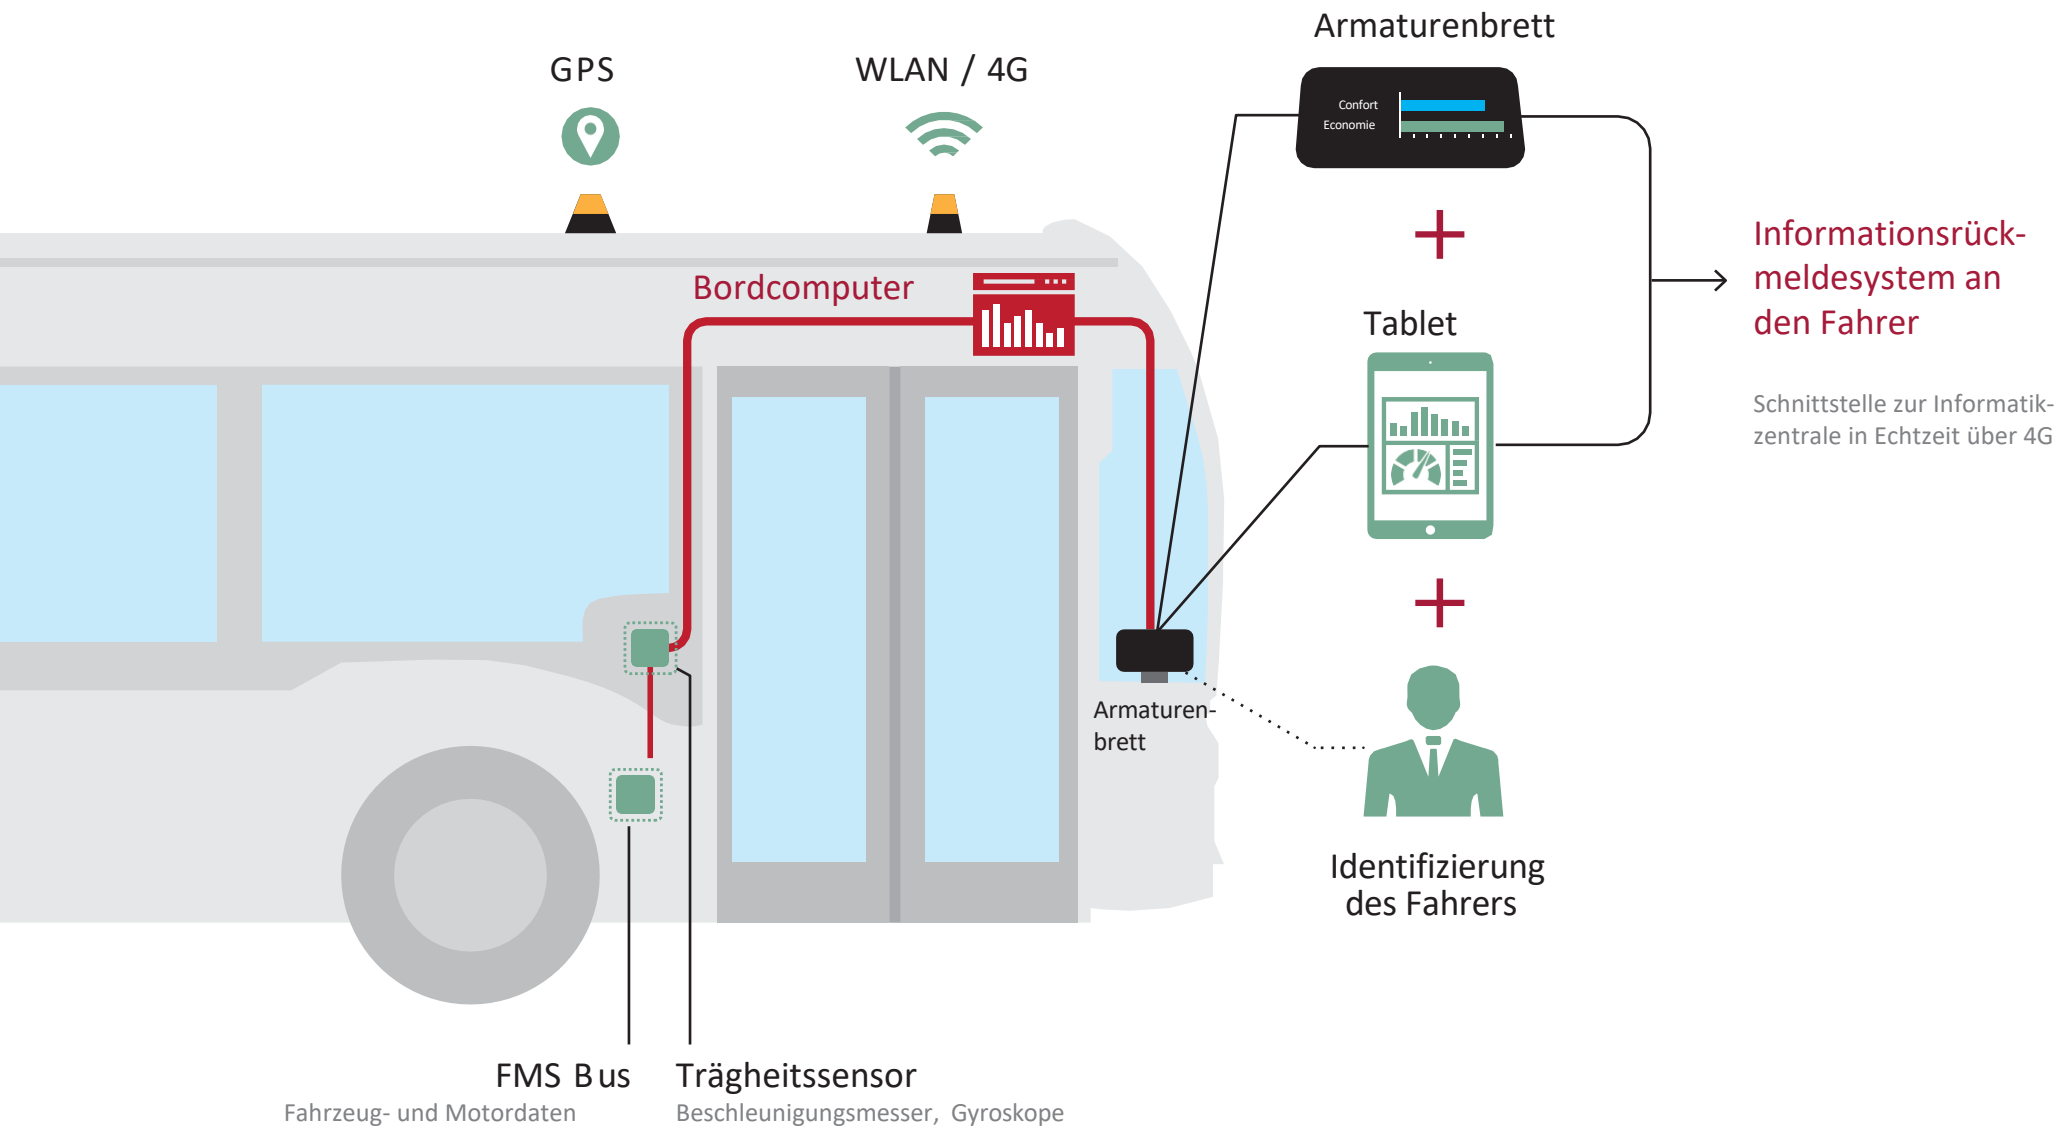 Armaturenbrett
GPS
WLAN / 4G
Confort
Economie
Informationsrück-
meldesystem an
den Fahrer
Bordcomputer
Tablet
Schnittstelle zur Informatik-
zentrale in Echtzeit über 4G
Armaturen-
brett
Identifizierung
des Fahrers
FMS Bus
Fahrzeug- und Motordaten
Trägheitssensor
Beschleunigungsmesser, Gyroskope